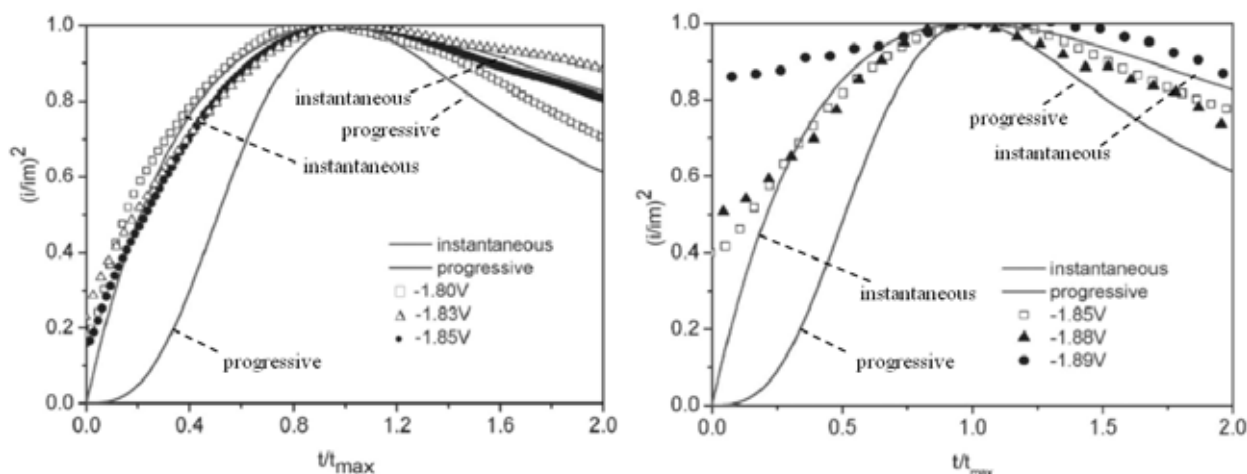 1.0
0.8
0.6
0.4
0.2
0.0
(i/im)²
0.0 0.4 0.8 1.2 1.6 2.0
t/tmax
instantaneous
progressive
instantaneous
instantaneous
progressive
-1.80V
-1.83V
-1.85V
progressive
1.0
0.8
0.6
0.4
0.2
0.0
(i/im)²
0.0 0.5 1.0 1.5 2.0
t/tmax
progressive
instantaneous
instantaneous
progressive
-1.85V
-1.88V
-1.89V
instantaneous
progressive